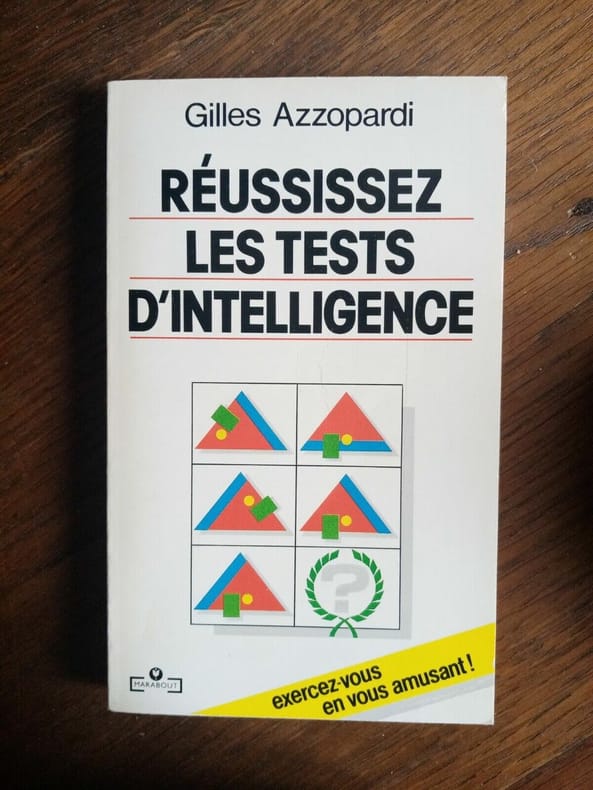 Gilles Azzopardi
RÉUSSISSEZ
LES TESTS
D'INTELLIGENCE
?
exercez-vous
en vous amusant !
MARABOUT